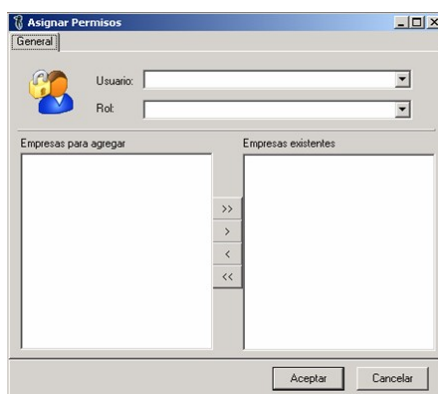 Asignar Permisos
General
Usuario:
Rol:
Empresas para agregar
Empresas existentes
>>
>
<
<<
Aceptar
Cancelar